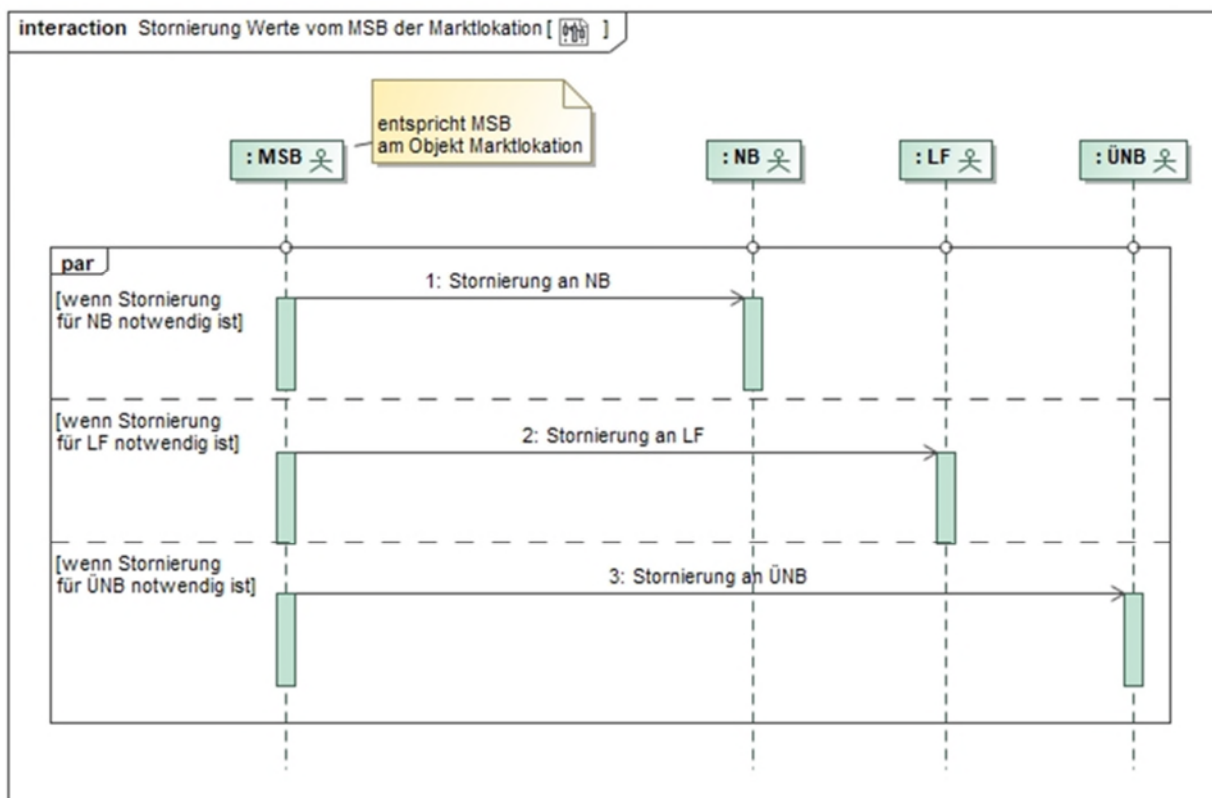 interaction Stornierung Werte vom MSB der Marktlokation [ ]
entspricht MSB
am Objekt Marktlokation
: MSB
: NB
: LF
: ÜNB
par
[wenn Stornierung
für NB notwendig ist]
1: Stornierung an NB
[wenn Stornierung
für LF notwendig ist]
2: Stornierung an LF
[wenn Stornierung
für ÜNB notwendig ist]
3: Stornierung an ÜNB